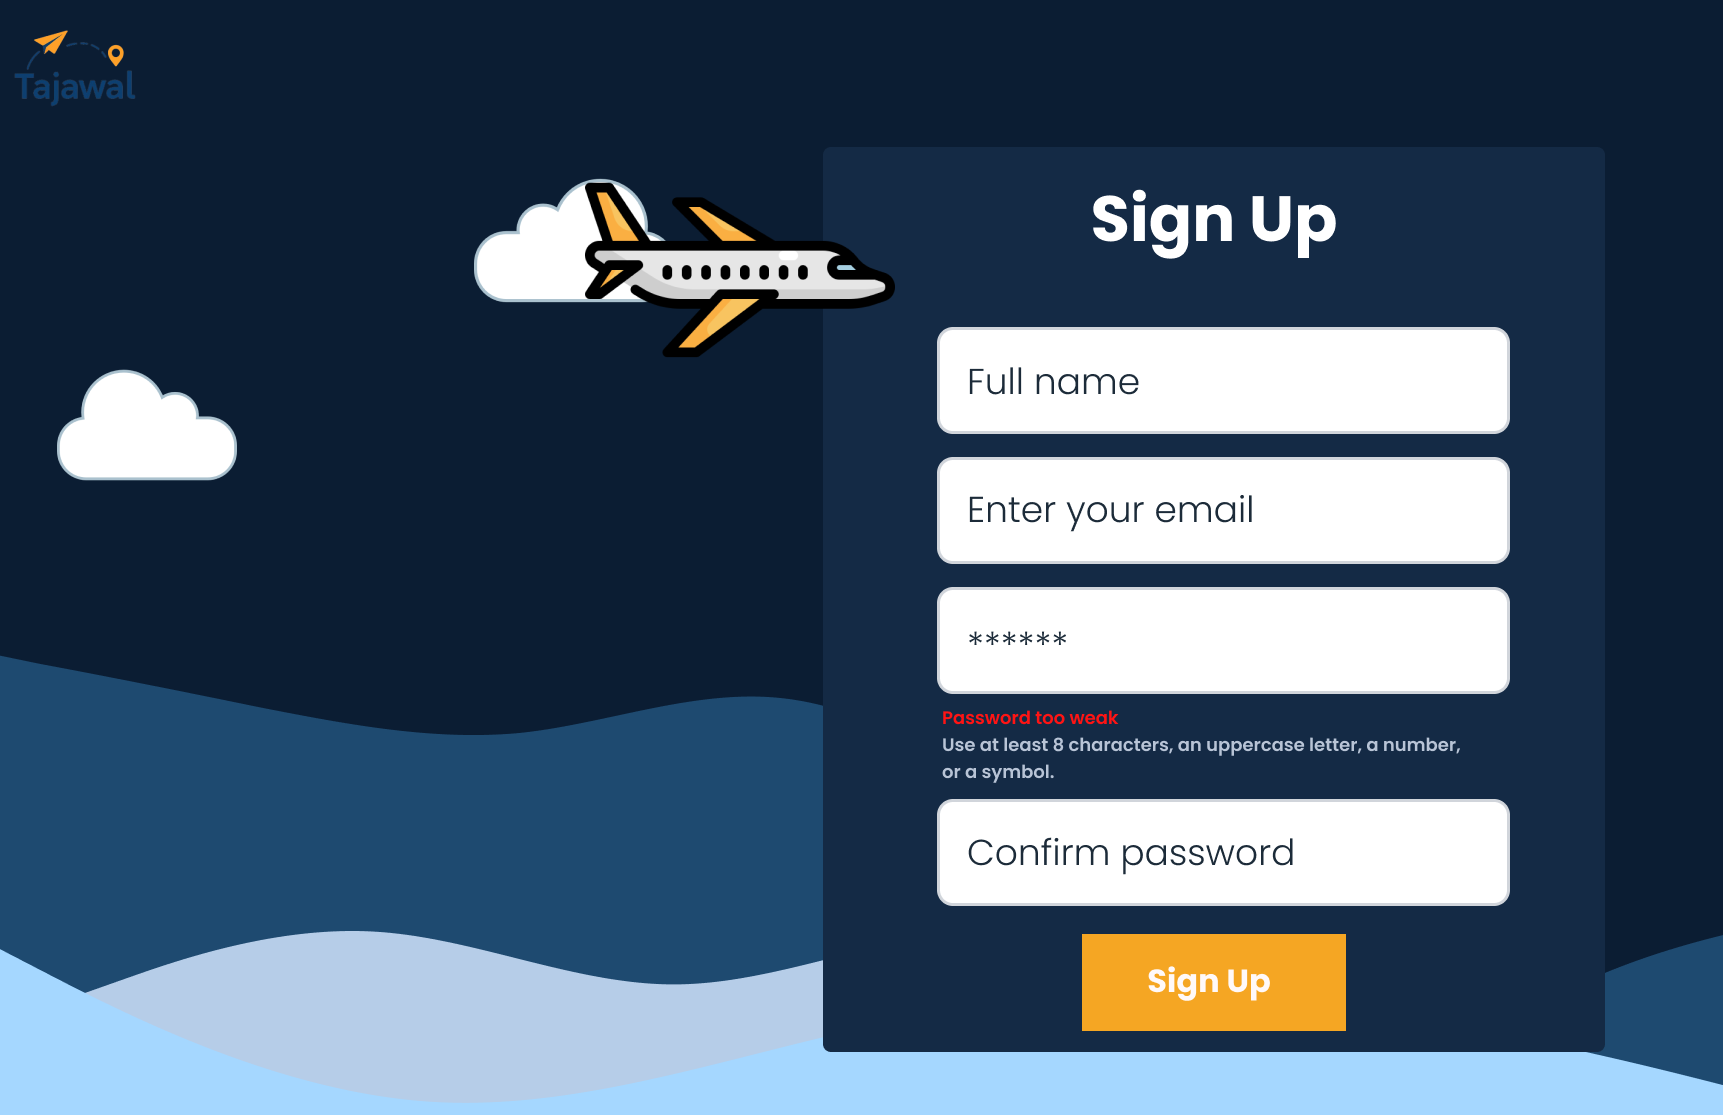 Tajawal
Sign Up
Full name
Enter your email
******
Password too weak
Use at least 8 characters, an uppercase letter, a number,
or a symbol.
Confirm password
Sign Up